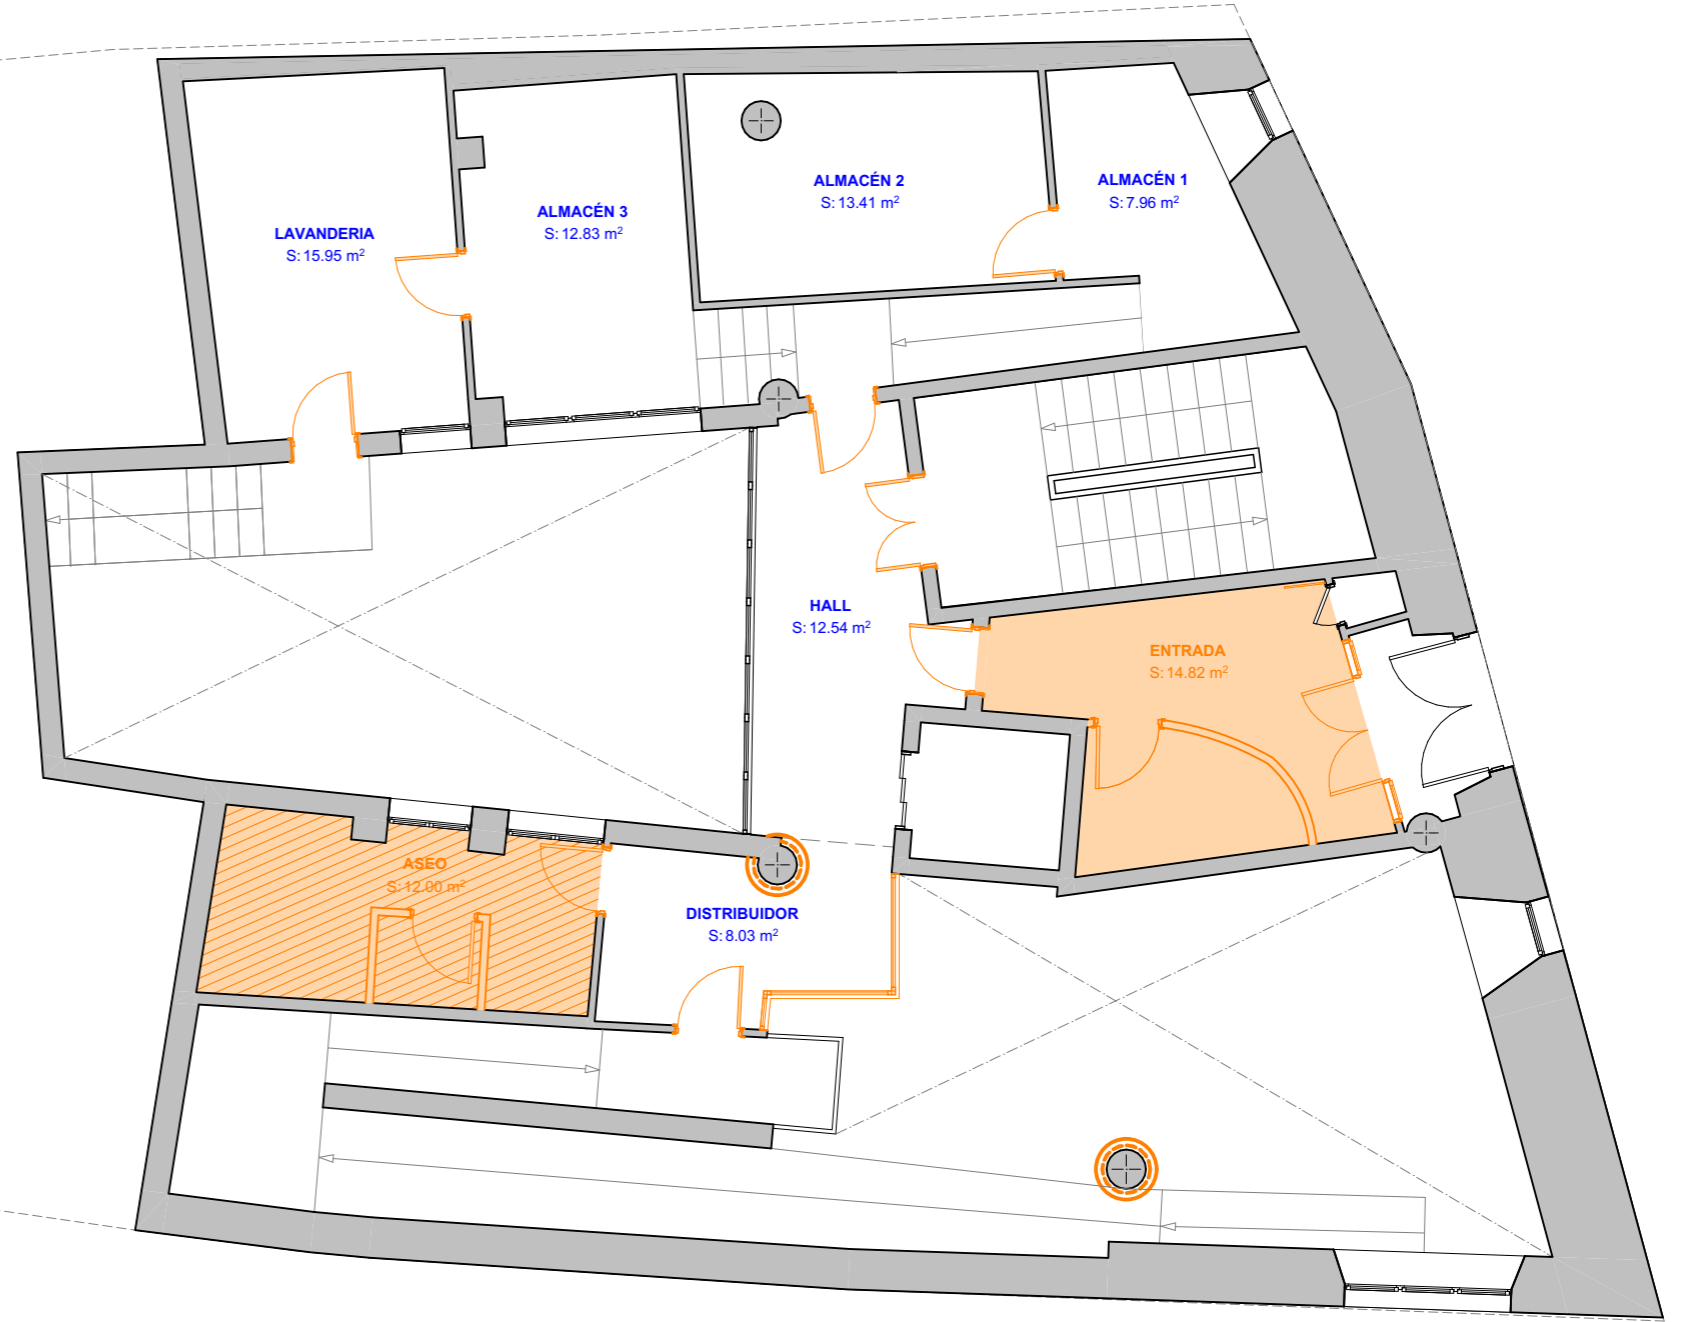 ALMACÉN 2
S: 13.41 m²
ALMACÉN 1
S: 7.96 m²
ALMACÉN 3
S: 12.83 m²
LAVANDERIA
S: 15.95 m²
HALL
S: 12.54 m²
ENTRADA
S: 14.82 m²
ASEO
S: 12.00 m²
DISTRIBUIDOR
S: 8.03 m²